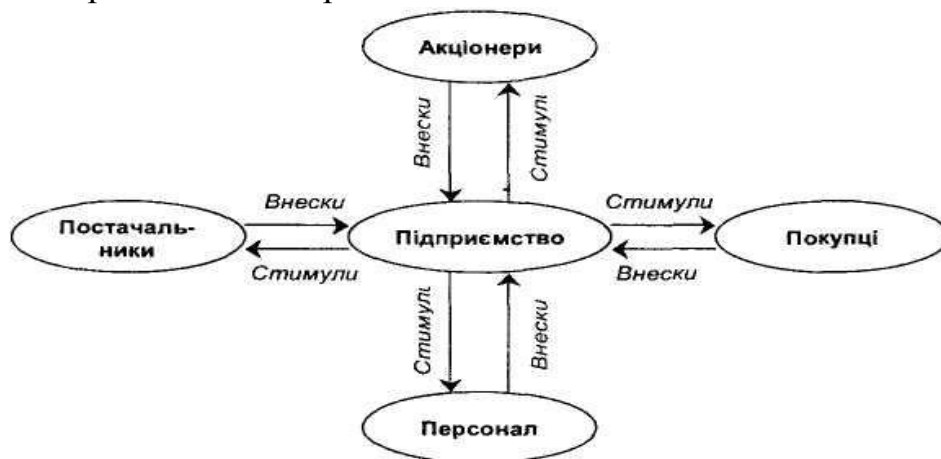 Акціонери
Внески
Стимулі
Внески
Стимули
Постачаль-
ники
Підприємство
Покупці
Стимули
Внески
Стимулі
Внески
Персонал